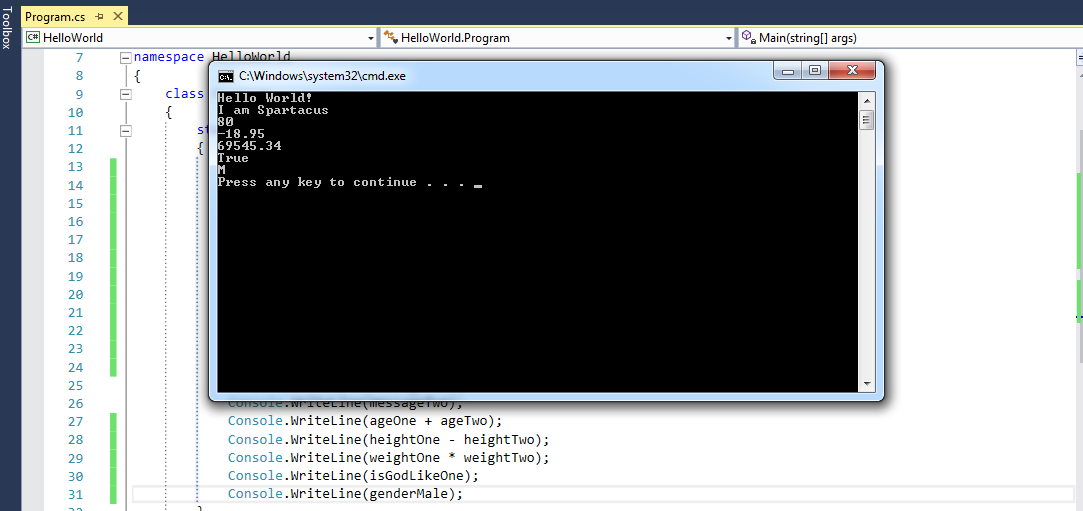 Program.cs
Toolbox
HelloWorld
HelloWorld.Program
Main(string[] args)
7 namespace HelloWorld
8 {
9 class
10 {
11
12 {
13
14
15
16
17
18
19
20
21
22
23
24
25
C:\Windows\system32\cmd.exe
Hello World!
I am Spartacus
80
-18.95
69545.34
True
M
Press any key to continue . . . _
26 Console.WriteLine(messageTwo);
27 Console.WriteLine(ageOne + ageTwo);
28 Console.WriteLine(heightOne - heightTwo);
29 Console.WriteLine(weightOne * weightTwo);
30 Console.WriteLine(isGodLikeOne);
31 Console.WriteLine(genderMale);